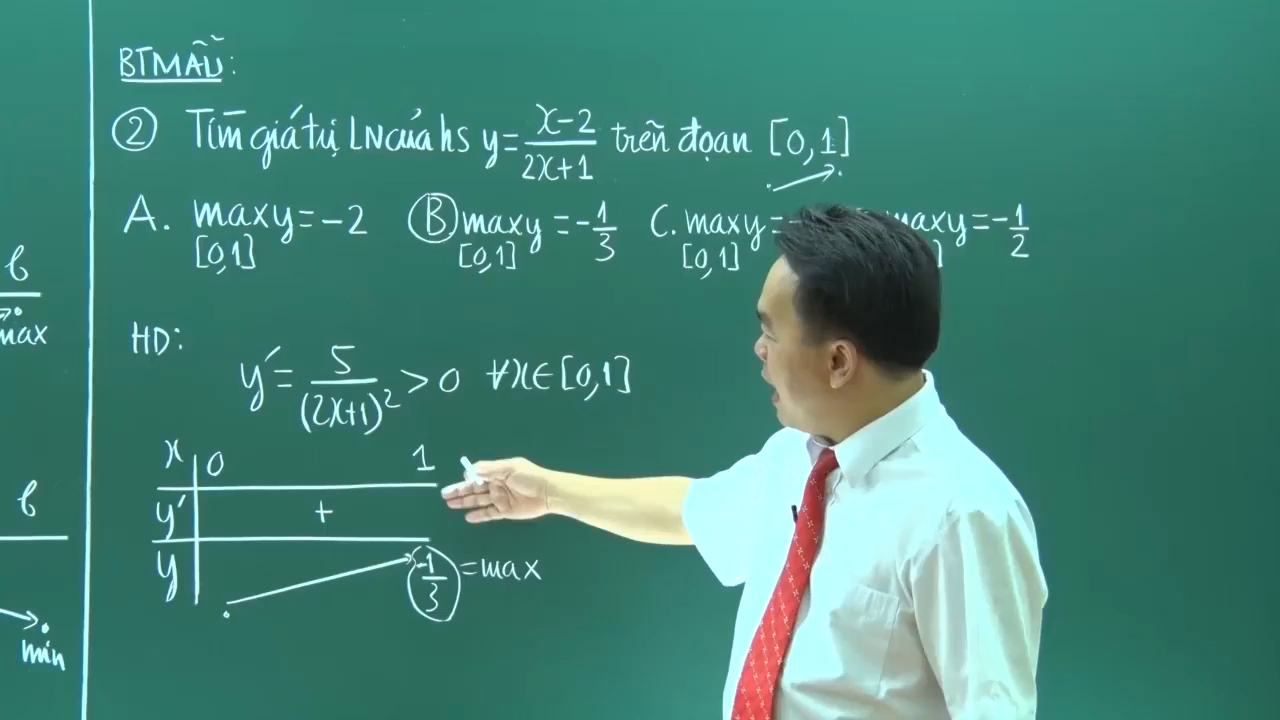 BT MẪU:
② Tìm giá trị LN của hs y = (x-2)/(2x+1) trên đoạn [0,1]
A. max y = -2 Ⓑ max y = -1/3 C. max y = max y = -1/2
[0,1] [0,1] [0,1] ]
HD:
y' = 5/(2x+1)² > 0 ∀x∈[0,1]
x 0 1
y' +
y -1/3 = max
b
max
b
min